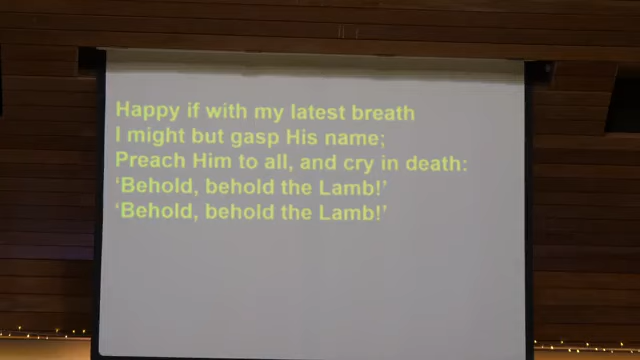 Happy if with my latest breath
I might but gasp His name;
Preach Him to all, and cry in death:
‘Behold, behold the Lamb!’
‘Behold, behold the Lamb!’